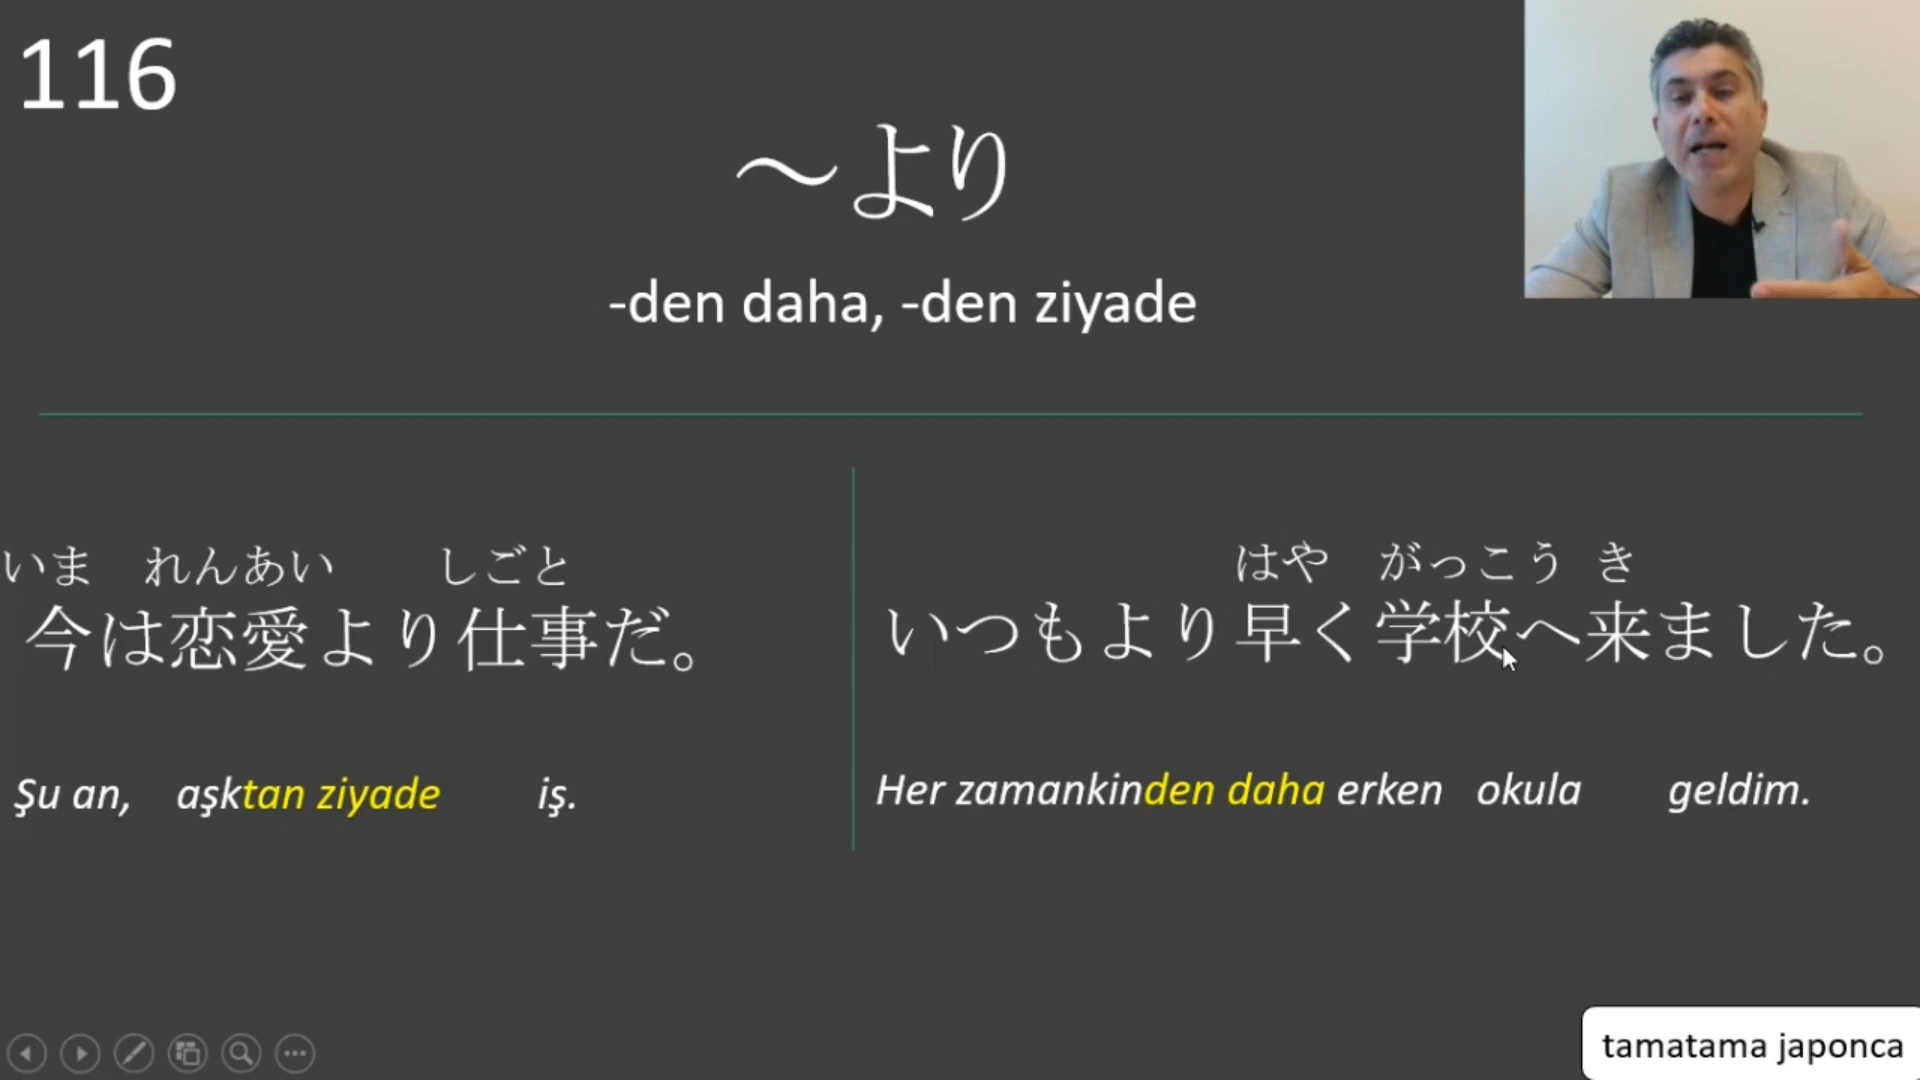 116
～より
-den daha, -den ziyade
いま れんあい しごと
今は恋愛より仕事だ。
Şu an, aşktan ziyade iş.
はや がっこう き
いつもより早く学校へ来ました。
Her zamankinden daha erken okula geldim.
tamatama japonca